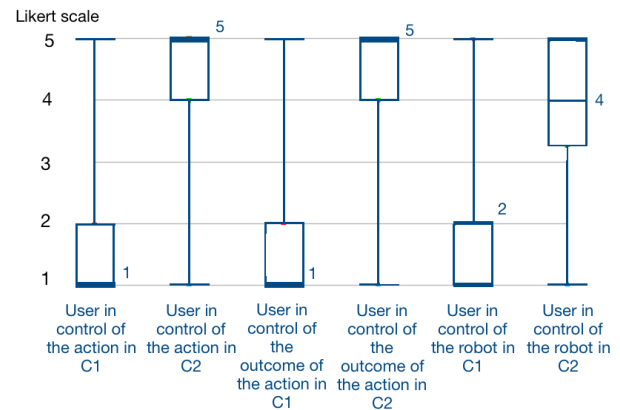 Likert scale
5
4
3
2
1
1
5
1
5
2
4
User in
control of
the action in
C1
User in
control of
the action in
C2
User in
control of
the
outcome of
the action in
C1
User in
control of
the
outcome of
the action in
C2
User in
control of
the robot in
C1
User in
control of
the robot in
C2